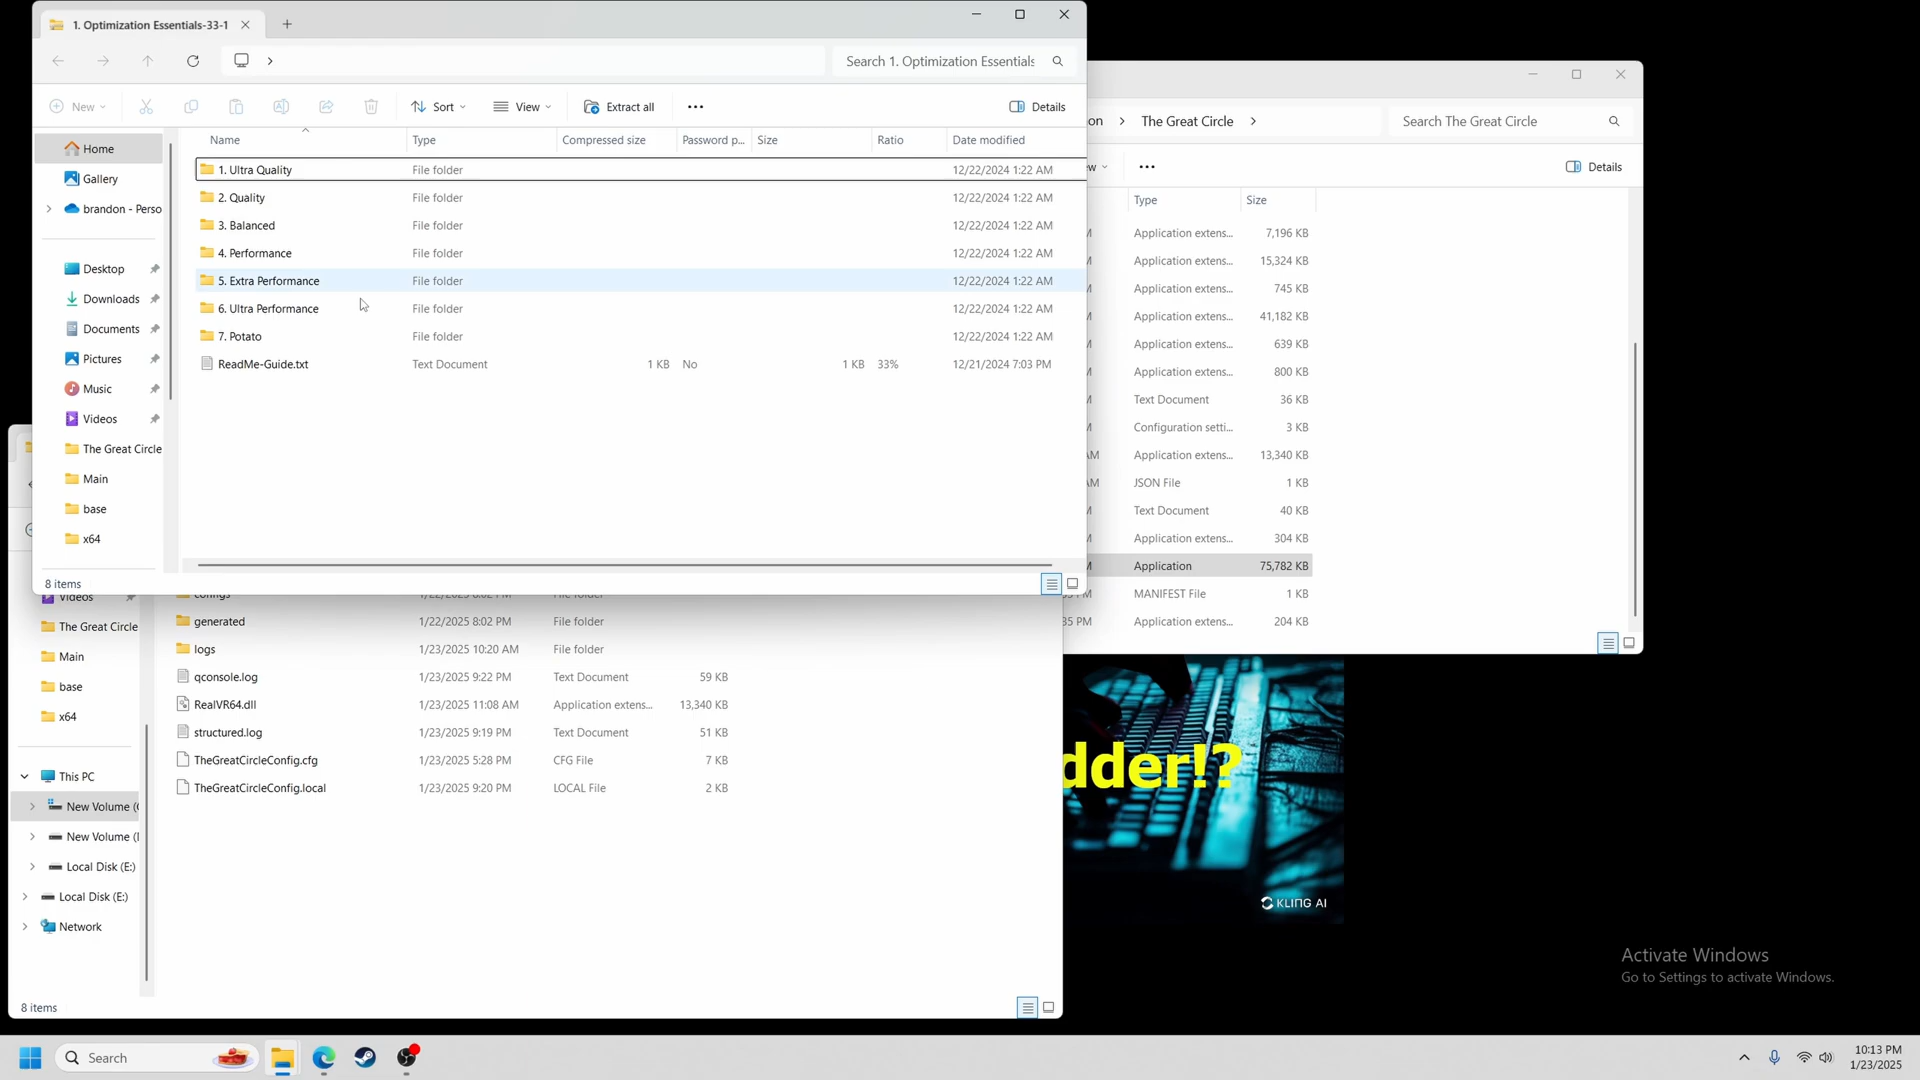 1. Optimization Essentials-33-1
Search 1. Optimization Essentials
New
Sort
View
Extract all
Details
Name
Type
Compressed size
Password p...
Size
Ratio
Date modified
Home
Gallery
brandon - Perso
Desktop
Downloads
Documents
Pictures
Music
Videos
The Great Circle
Main
base
x64
1. Ultra Quality File folder 12/22/2024 1:22 AM
2. Quality File folder 12/22/2024 1:22 AM
3. Balanced File folder 12/22/2024 1:22 AM
4. Performance File folder 12/22/2024 1:22 AM
5. Extra Performance File folder 12/22/2024 1:22 AM
6. Ultra Performance File folder 12/22/2024 1:22 AM
7. Potato File folder 12/22/2024 1:22 AM
ReadMe-Guide.txt Text Document 1 KB No 1 KB 33% 12/21/2024 7:03 PM
8 items
on > The Great Circle >
Search The Great Circle
Details
Type Size
Application extens... 7,196 KB
Application extens... 15,324 KB
Application extens... 745 KB
Application extens... 41,182 KB
Application extens... 639 KB
Application extens... 800 KB
Text Document 36 KB
Configuration setti... 3 KB
Application extens... 13,340 KB
JSON File 1 KB
Text Document 40 KB
Application extens... 304 KB
Application 75,782 KB
MANIFEST File 1 KB
Application extens... 204 KB
Videos
The Great Circle
Main
base
x64
This PC
New Volume (
New Volume (
Local Disk (E:)
Local Disk (E:)
Network
configs 1/22/2025 8:02 PM File folder
generated 1/22/2025 8:02 PM File folder
logs 1/23/2025 10:20 AM File folder
qconsole.log 1/23/2025 9:22 PM Text Document 59 KB
RealVR64.dll 1/23/2025 11:08 AM Application extens... 13,340 KB
structured.log 1/23/2025 9:19 PM Text Document 51 KB
TheGreatCircleConfig.cfg 1/23/2025 5:28 PM CFG File 7 KB
TheGreatCircleConfig.local 1/23/2025 9:20 PM LOCAL File 2 KB
8 items
dder!?
KLING AI
Activate Windows
Go to Settings to activate Windows.
Search
10:13 PM
1/23/2025